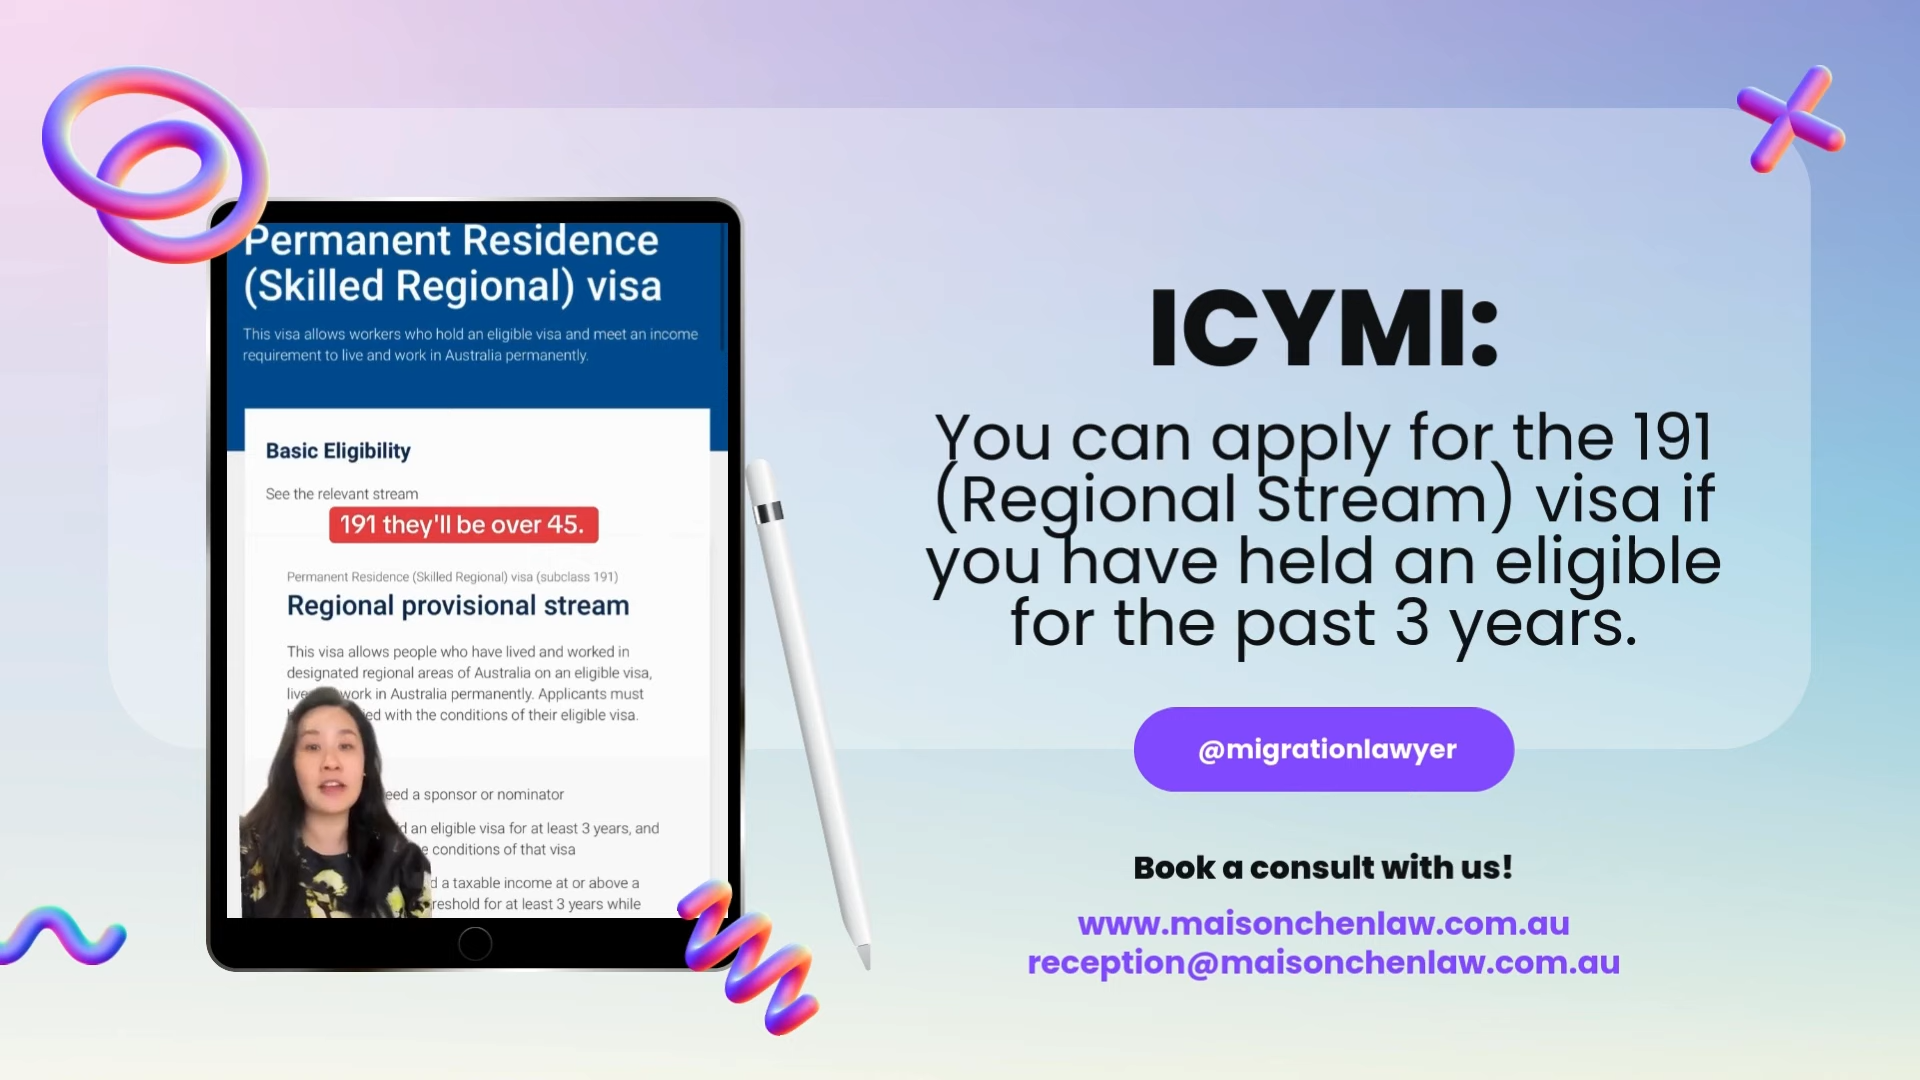 Permanent Residence
(Skilled Regional) visa
This visa allows workers who hold an eligible visa and meet an income
requirement to live and work in Australia permanently.
Basic Eligibility
See the relevant stream
191 they'll be over 45.
Permanent Residence (Skilled Regional) visa (subclass 191)
Regional provisional stream
This visa allows people who have lived and worked in
designated regional areas of Australia on an eligible visa,
work in Australia permanently. Applicants must
with the conditions of their eligible visa.
a sponsor or nominator
an eligible visa for at least 3 years, and
conditions of that visa
a taxable income at or above a
for at least 3 years while
ICYMI:
You can apply for the 191
(Regional Stream) visa if
you have held an eligible
for the past 3 years.
@migrationlawyer
Book a consult with us!
www.maisonchenlaw.com.au
reception@maisonchenlaw.com.au